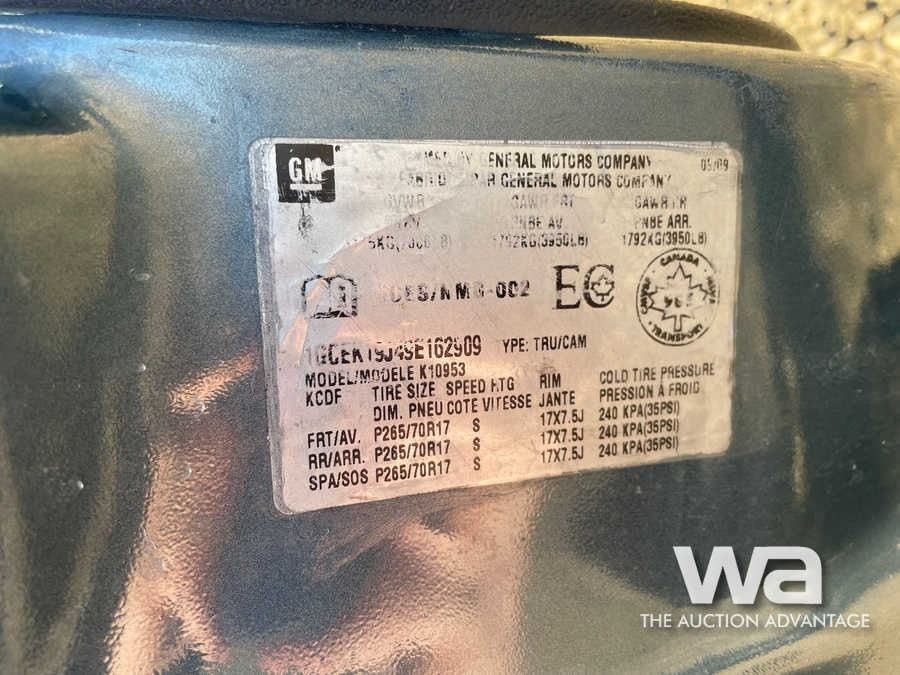 GM
GENERAL MOTORS COMPANY 05/09
GENERAL MOTORS COMPANY
GVWR GAWR FRT GAWR RR
PNBE AV. PNBE ARR.
1792KG(3950LB) 1792KG(3950LB)
EC
CANADA
TRANSPORT
1GCEK19J49E162909 TYPE: TRU/CAM
MODEL/MODELE K10953
KCDF TIRE SIZE SPEED RTG RIM COLD TIRE PRESSURE
DIM. PNEU COTE VITESSE JANTE PRESSION A FROID
FRT/AV. P265/70R17 S 17X7.5J 240 KPA(35PSI)
RR/ARR. P265/70R17 S 17X7.5J 240 KPA(35PSI)
SPA/SOS P265/70R17 S 17X7.5J 240 KPA(35PSI)
wa
THE AUCTION ADVANTAGE